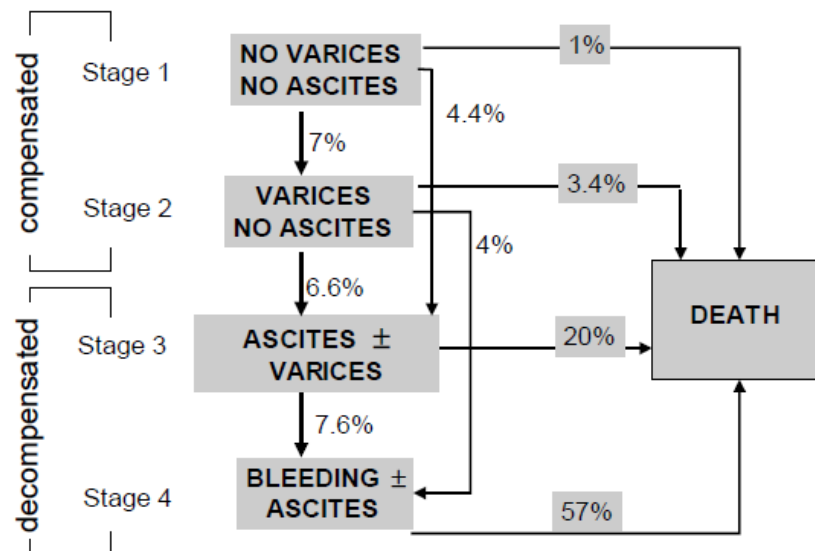 compensated
Stage 1
NO VARICES
NO ASCITES
1%
4.4%
7%
Stage 2
VARICES
NO ASCITES
3.4%
4%
6.6%
decompensated
Stage 3
ASCITES ±
VARICES
20%
DEATH
7.6%
Stage 4
BLEEDING ±
ASCITES
57%